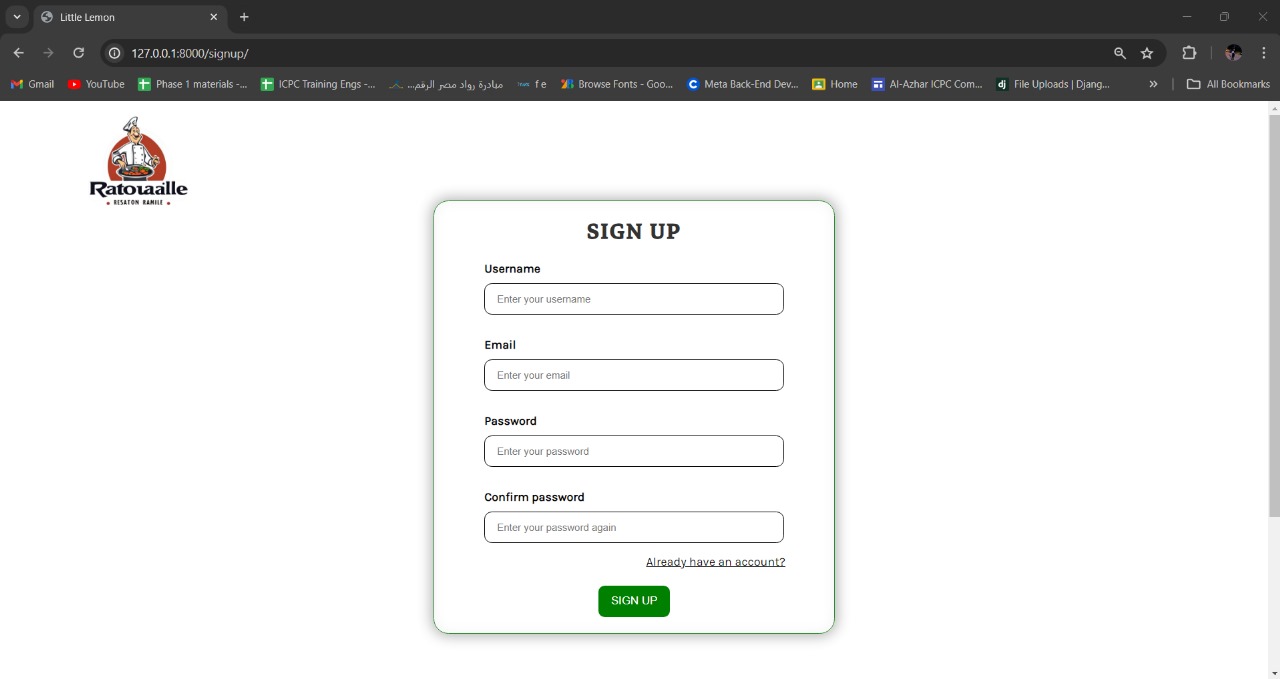 Little Lemon
127.0.0.1:8000/signup/
Gmail
YouTube
Phase 1 materials -...
ICPC Training Engs -...
مبادرة رواد مصر الرقم...
f e
Browse Fonts - Goo...
Meta Back-End Dev...
Home
Al-Azhar ICPC Com...
File Uploads | Djang...
»
All Bookmarks
Ratouaille
RESATON RAMILE
SIGN UP
Username
Enter your username
Email
Enter your email
Password
Enter your password
Confirm password
Enter your password again
Already have an account?
SIGN UP